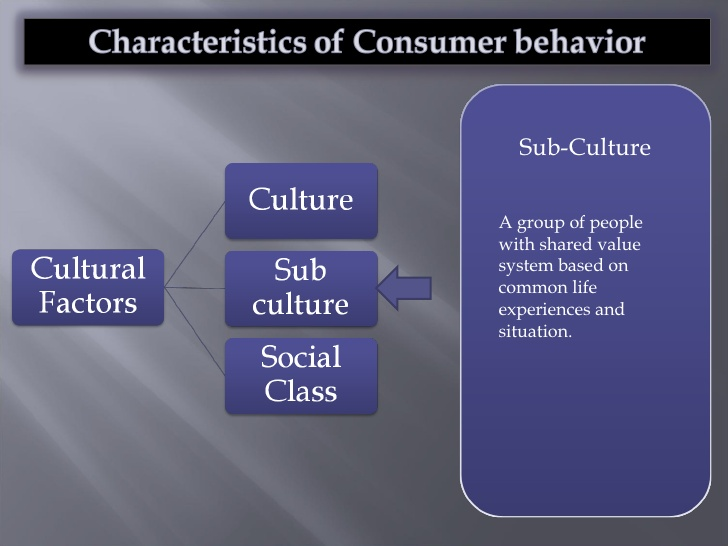 Characteristics of Consumer behavior
Cultural
Factors
Culture
Sub
culture
Social
Class
Sub-Culture
A group of people
with shared value
system based on
common life
experiences and
situation.